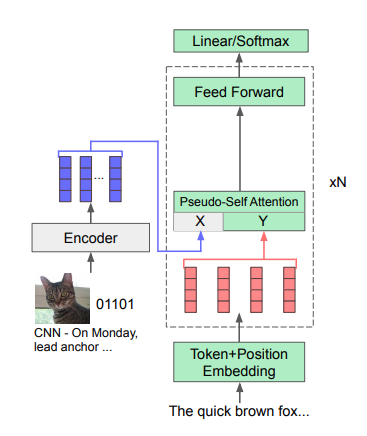 Linear/Softmax
Feed Forward
xN
Pseudo-Self Attention
X
Y
...
Encoder
01101
CNN - On Monday,
lead anchor ...
Token+Position
Embedding
The quick brown fox...